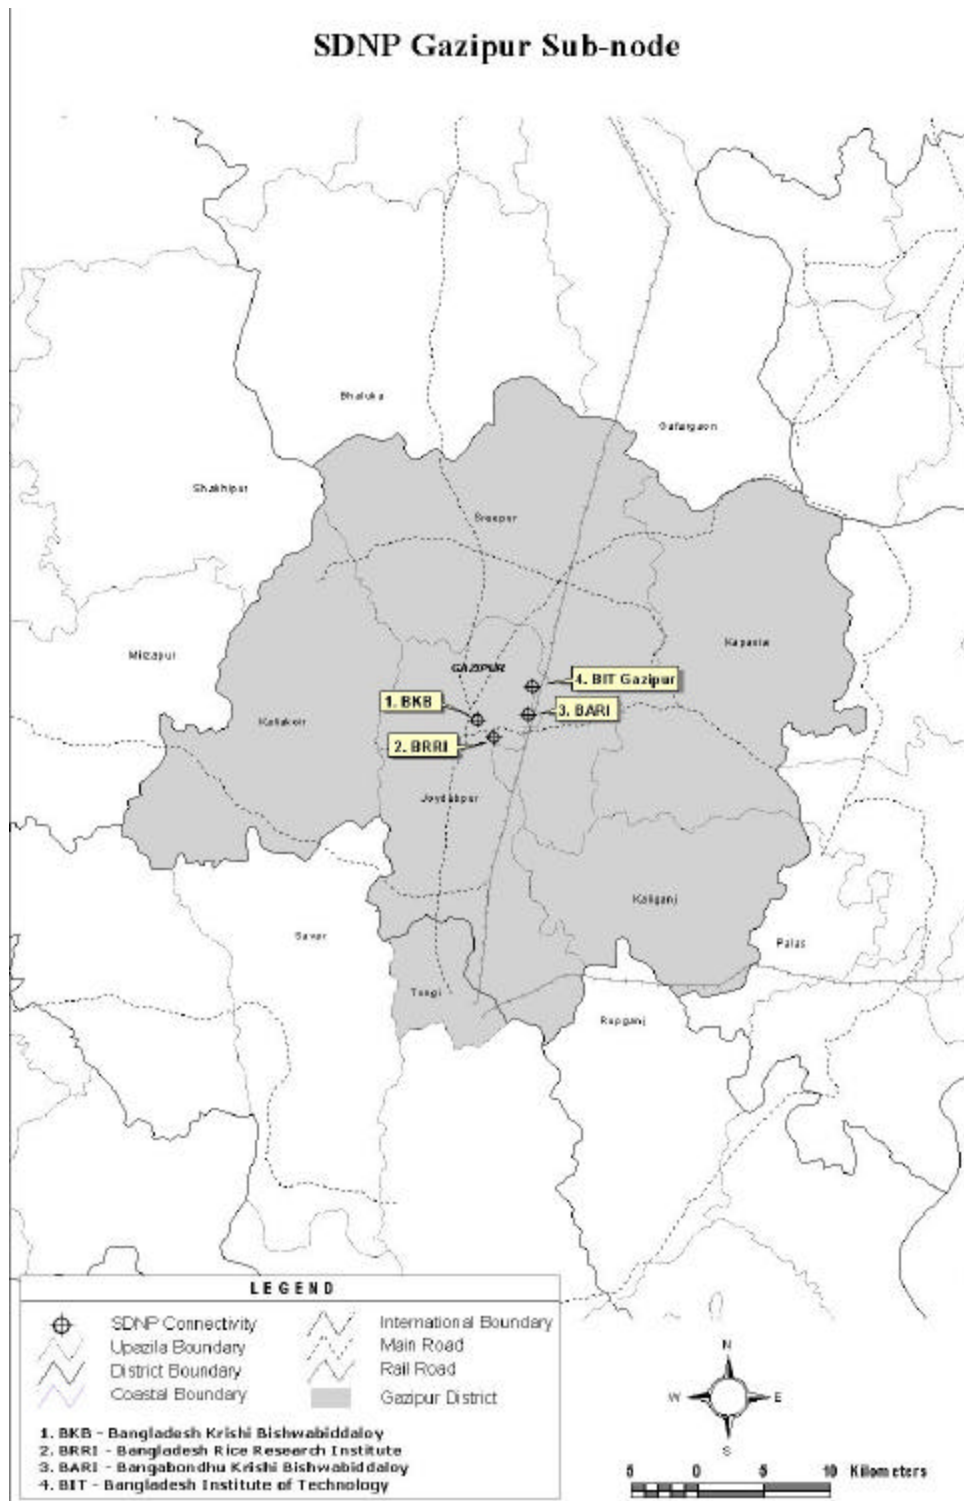 SDNP Gazipur Sub-node
Bhaluka
Gafargaon
Shakhipur
Sreepur
Kapasia
Mirzapur
GAZIPUR
4. BIT Gazipur
1. BKB
3. BARI
Kaliakoir
2. BRRI
Joydebpur
Kaliganj
Savar
Palas
Tongi
Rupganj
LEGEND
SDNP Connectivity
Upazila Boundary
District Boundary
Coastal Boundary
International Boundary
Main Road
Rail Road
Gazipur District
1. BKB - Bangladesh Krishi Bishwabiddaloy
2. BRRI - Bangladesh Rice Research Institute
3. BARI - Bangabondhu Krishi Bishwabiddaloy
4. BIT - Bangladesh Institute of Technology
N
W E
S
5 0 5 10 Kilometers